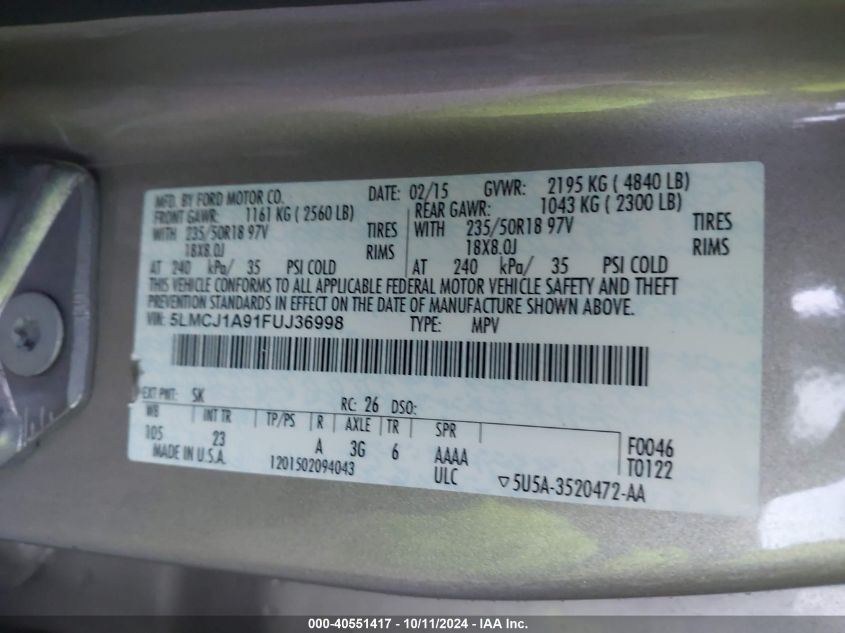 MFD. BY FORD MOTOR CO.
DATE: 02/15 GVWR: 2195 KG ( 4840 LB)
FRONT GAWR: 1161 KG ( 2560 LB) REAR GAWR: 1043 KG ( 2300 LB)
WITH 235/50R18 97V TIRES WITH 235/50R18 97V TIRES
18X8.0J RIMS 18X8.0J RIMS
AT 240 kPa/ 35 PSI COLD AT 240 kPa/ 35 PSI COLD
THIS VEHICLE CONFORMS TO ALL APPLICABLE FEDERAL MOTOR VEHICLE SAFETY AND THEFT
PREVENTION STANDARDS IN EFFECT ON THE DATE OF MANUFACTURE SHOWN ABOVE.
VIN: 5LMCJ1A91FUJ36998 TYPE: MPV
EXT PNT: SK RC: 26 DSO:
WB INT TR TP/PS R AXLE TR SPR
105 23 A 3G 6 AAAA F0046
MADE IN U.S.A. 1201502094043 ULC T0122
▽5U5A-3520472-AA
000-40551417 - 10/11/2024 - IAA Inc.